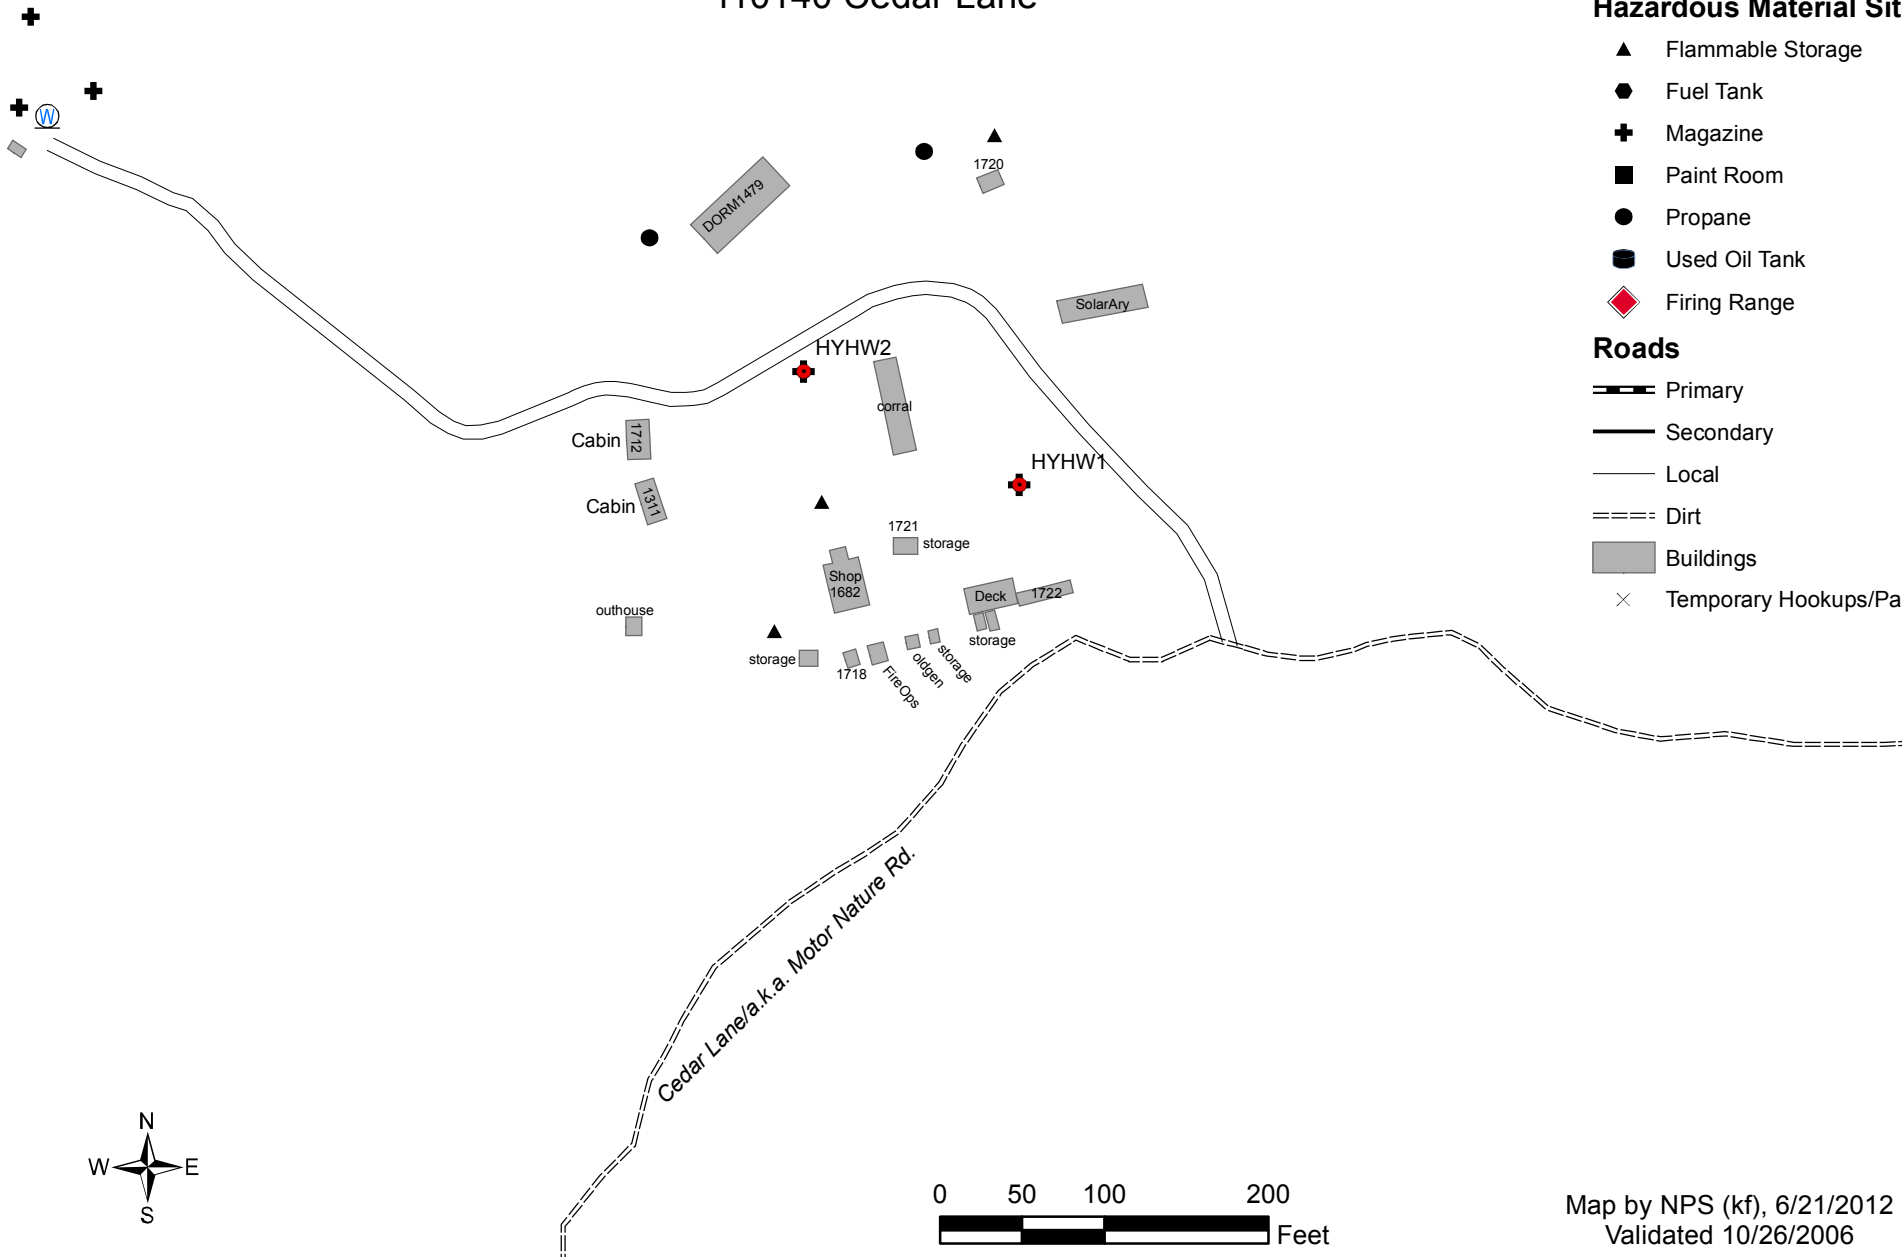 Cedar Lane
Hazardous Material Sit
Flammable Storage
Fuel Tank
Magazine
Paint Room
Propane
Used Oil Tank
Firing Range
Roads
Primary
Secondary
Local
Dirt
Buildings
Temporary Hookups/Pa
W
1720
DORM1479
SolarAry
HYHW2
corral
Cabin
1712
HYHW1
Cabin
1311
1721
storage
Shop
1682
Deck
1722
outhouse
storage
storage
1718
FireOps
oldgen
storage
Cedar Lane/a.k.a. Motor Nature Rd.
N
W
E
S
0 50 100 200
Feet
Map by NPS (kf), 6/21/2012
Validated 10/26/2006